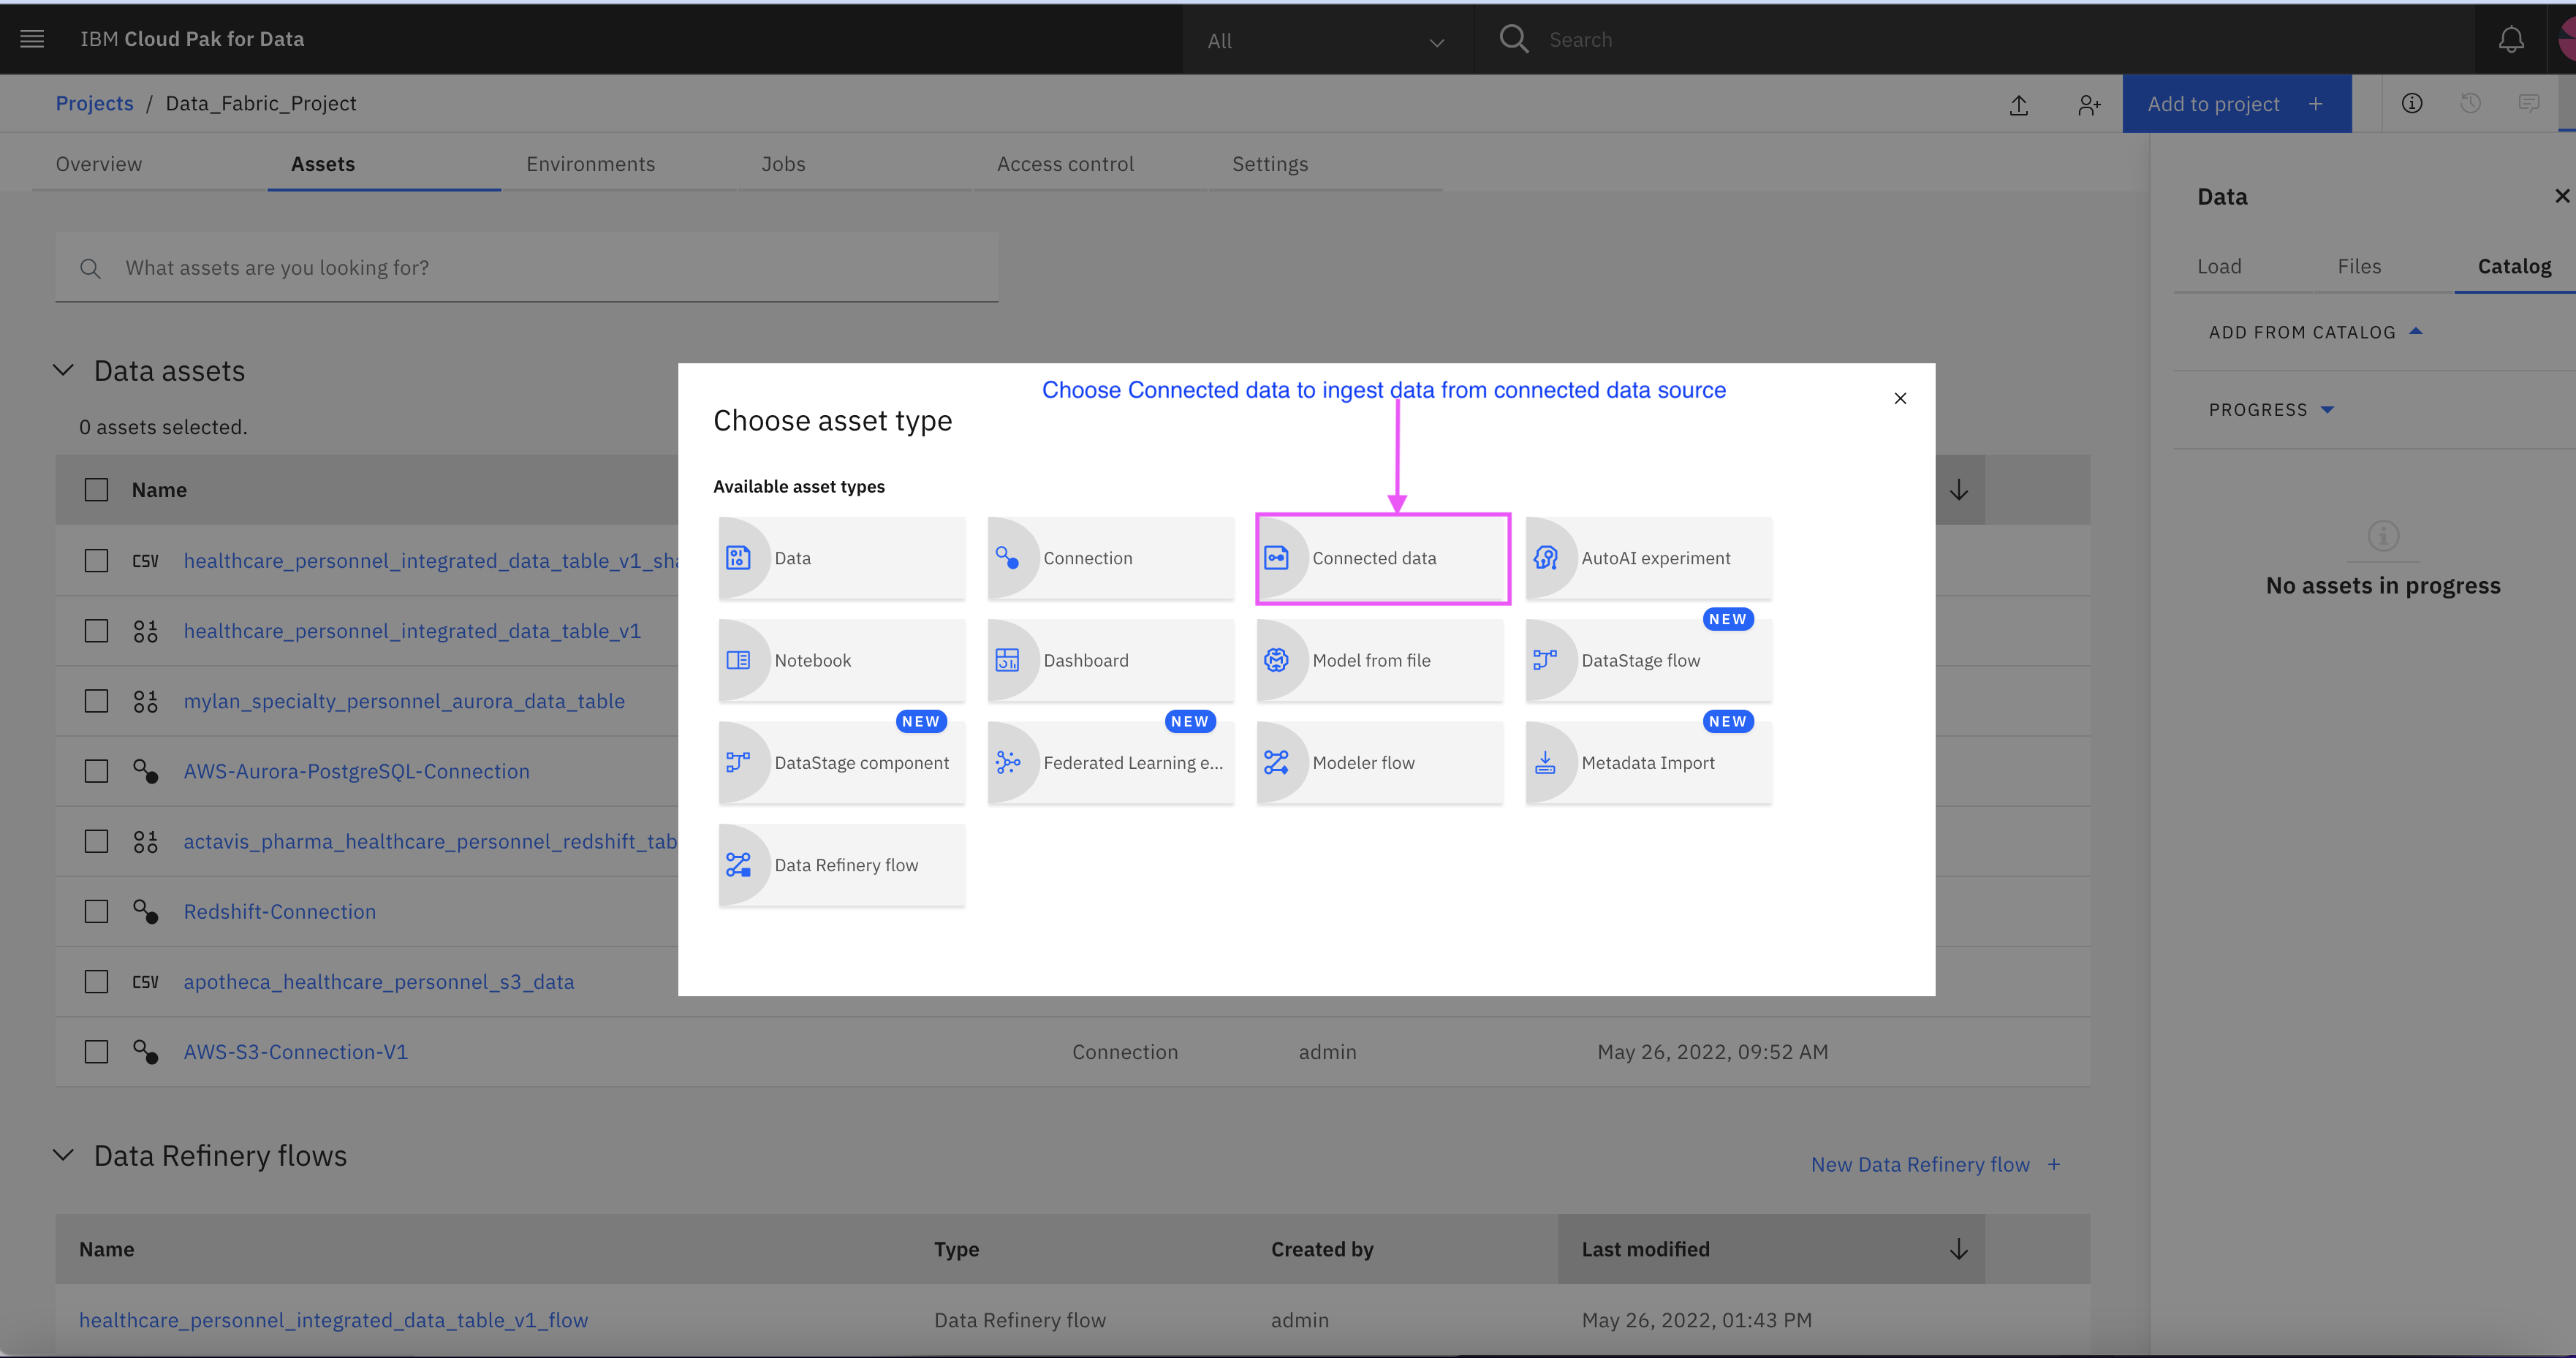 IBM Cloud Pak for Data
All
Search
Projects / Data_Fabric_Project
Add to project +
Overview
Assets
Environments
Jobs
Access control
Settings
What assets are you looking for?
Data assets
0 assets selected.
Name
CSV healthcare_personnel_integrated_data_table_v1_sha
healthcare_personnel_integrated_data_table_v1
mylan_specialty_personnel_aurora_data_table
AWS-Aurora-PostgreSQL-Connection
actavis_pharma_healthcare_personnel_redshift_tab
Redshift-Connection
CSV apotheca_healthcare_personnel_s3_data
AWS-S3-Connection-V1 Connection admin May 26, 2022, 09:52 AM
Choose Connected data to ingest data from connected data source
Choose asset type
Available asset types
Data
Connection
Connected data
AutoAI experiment
Notebook
Dashboard
Model from file
NEW
DataStage flow
NEW
DataStage component
NEW
Federated Learning e...
Modeler flow
NEW
Metadata Import
Data Refinery flow
Data Refinery flows
New Data Refinery flow +
Name Type Created by Last modified
healthcare_personnel_integrated_data_table_v1_flow Data Refinery flow admin May 26, 2022, 01:43 PM
Data
Load
Files
Catalog
ADD FROM CATALOG
PROGRESS
No assets in progress